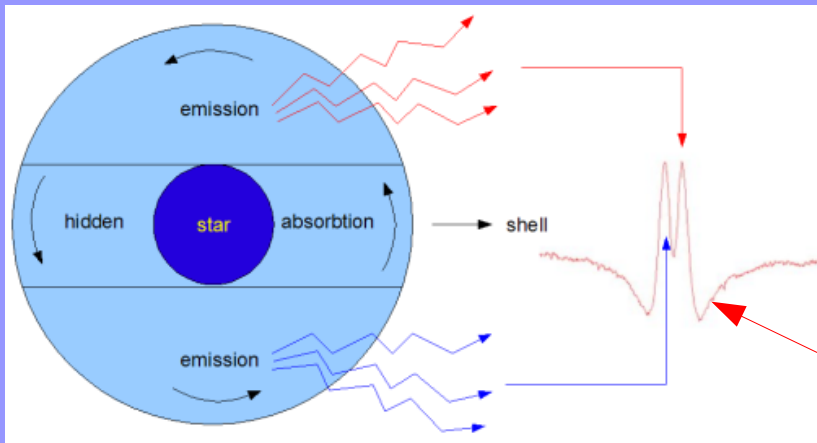 emission
hidden
star
absorbtion
shell
emission